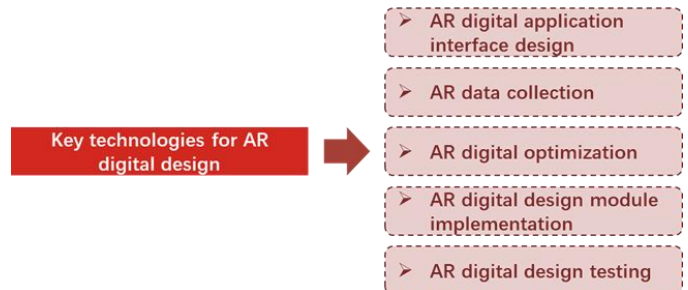 Key technologies for AR
digital design
➢ AR digital application
interface design
➢ AR data collection
➢ AR digital optimization
➢ AR digital design module
implementation
➢ AR digital design testing